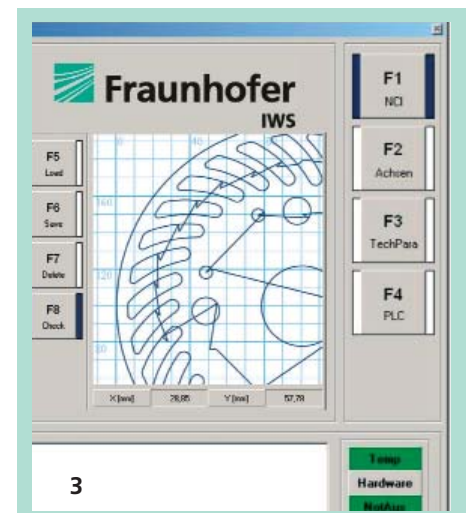 Fraunhofer
IWS
F1
NCI
F2
Achsen
F3
TechPara
F4
PLC
F5
Load
F6
Save
F7
Delete
F8
Check
40
160
120
80
X [mm] 28,85 Y [mm] 57,78
3
Temp
Hardware
NotAus